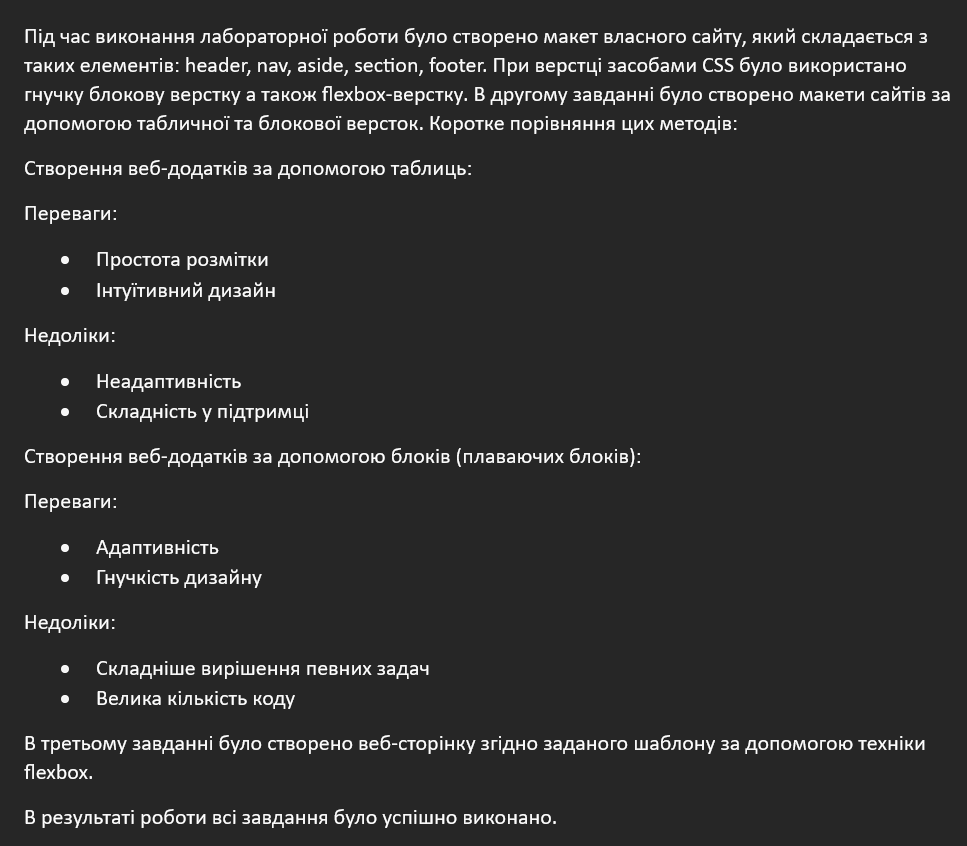 Під час виконання лабораторної роботи було створено макет власного сайту, який складається з
таких елементів: header, nav, aside, section, footer. При верстці засобами CSS було використано
гнучку блокову верстку а також flexbox-верстку. В другому завданні було створено макети сайтів за
допомогою табличної та блокової версток. Коротке порівняння цих методів:
Створення веб-додатків за допомогою таблиць:
Переваги:
● Простота розмітки
● Інтуїтивний дизайн
Недоліки:
● Неадаптивність
● Складність у підтримці
Створення веб-додатків за допомогою блоків (плаваючих блоків):
Переваги:
● Адаптивність
● Гнучкість дизайну
Недоліки:
● Складніше вирішення певних задач
● Велика кількість коду
В третьому завданні було створено веб-сторінку згідно заданого шаблону за допомогою техніки
flexbox.
В результаті роботи всі завдання було успішно виконано.